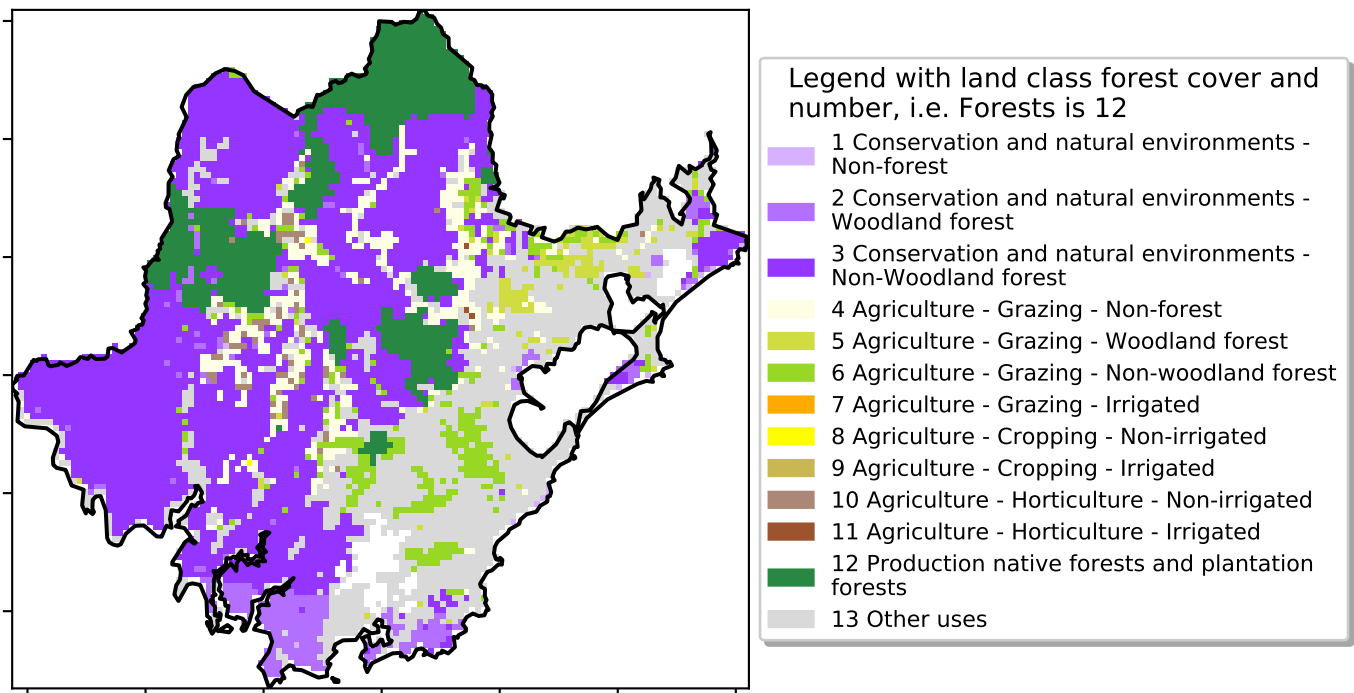 Legend with land class forest cover and
number, i.e. Forests is 12
1 Conservation and natural environments -
Non-forest
2 Conservation and natural environments -
Woodland forest
3 Conservation and natural environments -
Non-Woodland forest
4 Agriculture - Grazing - Non-forest
5 Agriculture - Grazing - Woodland forest
6 Agriculture - Grazing - Non-woodland forest
7 Agriculture - Grazing - Irrigated
8 Agriculture - Cropping - Non-irrigated
9 Agriculture - Cropping - Irrigated
10 Agriculture - Horticulture - Non-irrigated
11 Agriculture - Horticulture - Irrigated
12 Production native forests and plantation
forests
13 Other uses